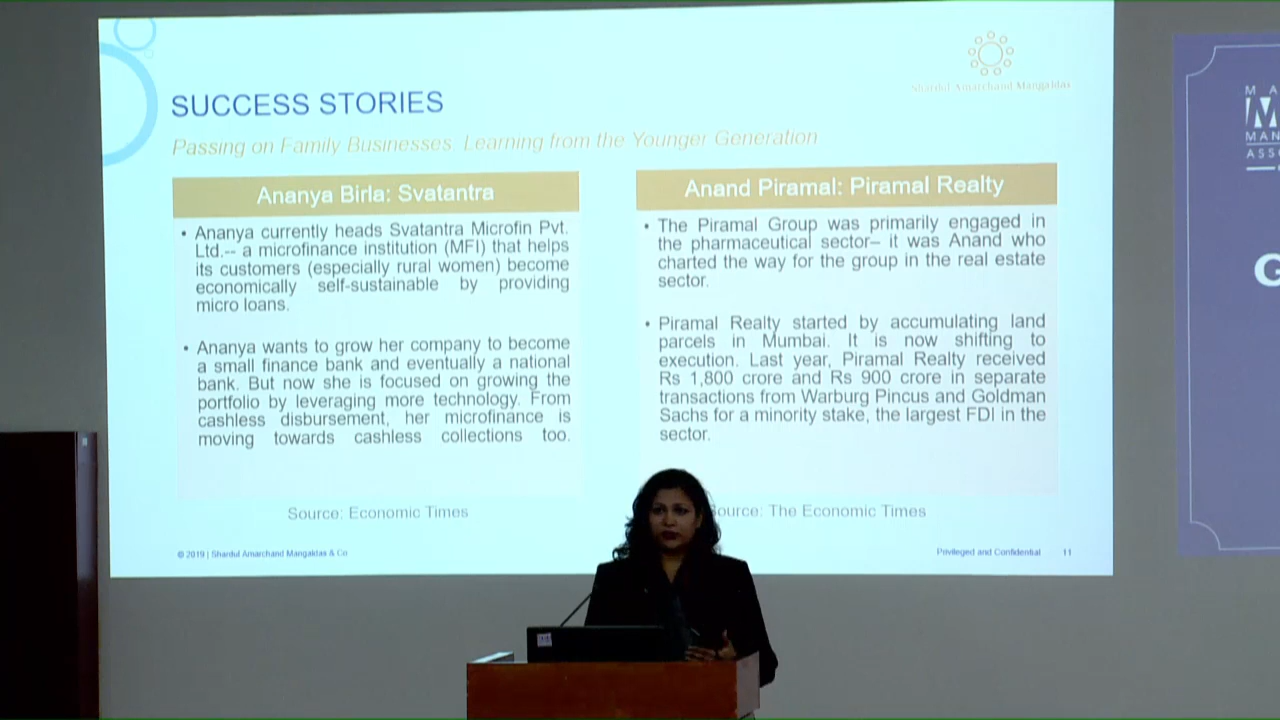 Shardul Amarchand Mangaldas
SUCCESS STORIES
Passing on Family Businesses, Learning from the Younger Generation
Ananya Birla: Svatantra
• Ananya currently heads Svatantra Microfin Pvt.
Ltd.-- a microfinance institution (MFI) that helps
its customers (especially rural women) become
economically self-sustainable by providing
micro loans.
• Ananya wants to grow her company to become
a small finance bank and eventually a national
bank. But now she is focused on growing the
portfolio by leveraging more technology. From
cashless disbursement, her microfinance is
moving towards cashless collections too.
Source: Economic Times
Anand Piramal: Piramal Realty
• The Piramal Group was primarily engaged in
the pharmaceutical sector– it was Anand who
charted the way for the group in the real estate
sector.
• Piramal Realty started by accumulating land
parcels in Mumbai. It is now shifting to
execution. Last year, Piramal Realty received
Rs 1,800 crore and Rs 900 crore in separate
transactions from Warburg Pincus and Goldman
Sachs for a minority stake, the largest FDI in the
sector.
ource: The Economic Times
© 2019 | Shardul Amarchand Mangaldas & Co
Privileged and Confidential 11
M A
MAN
ASSO
G